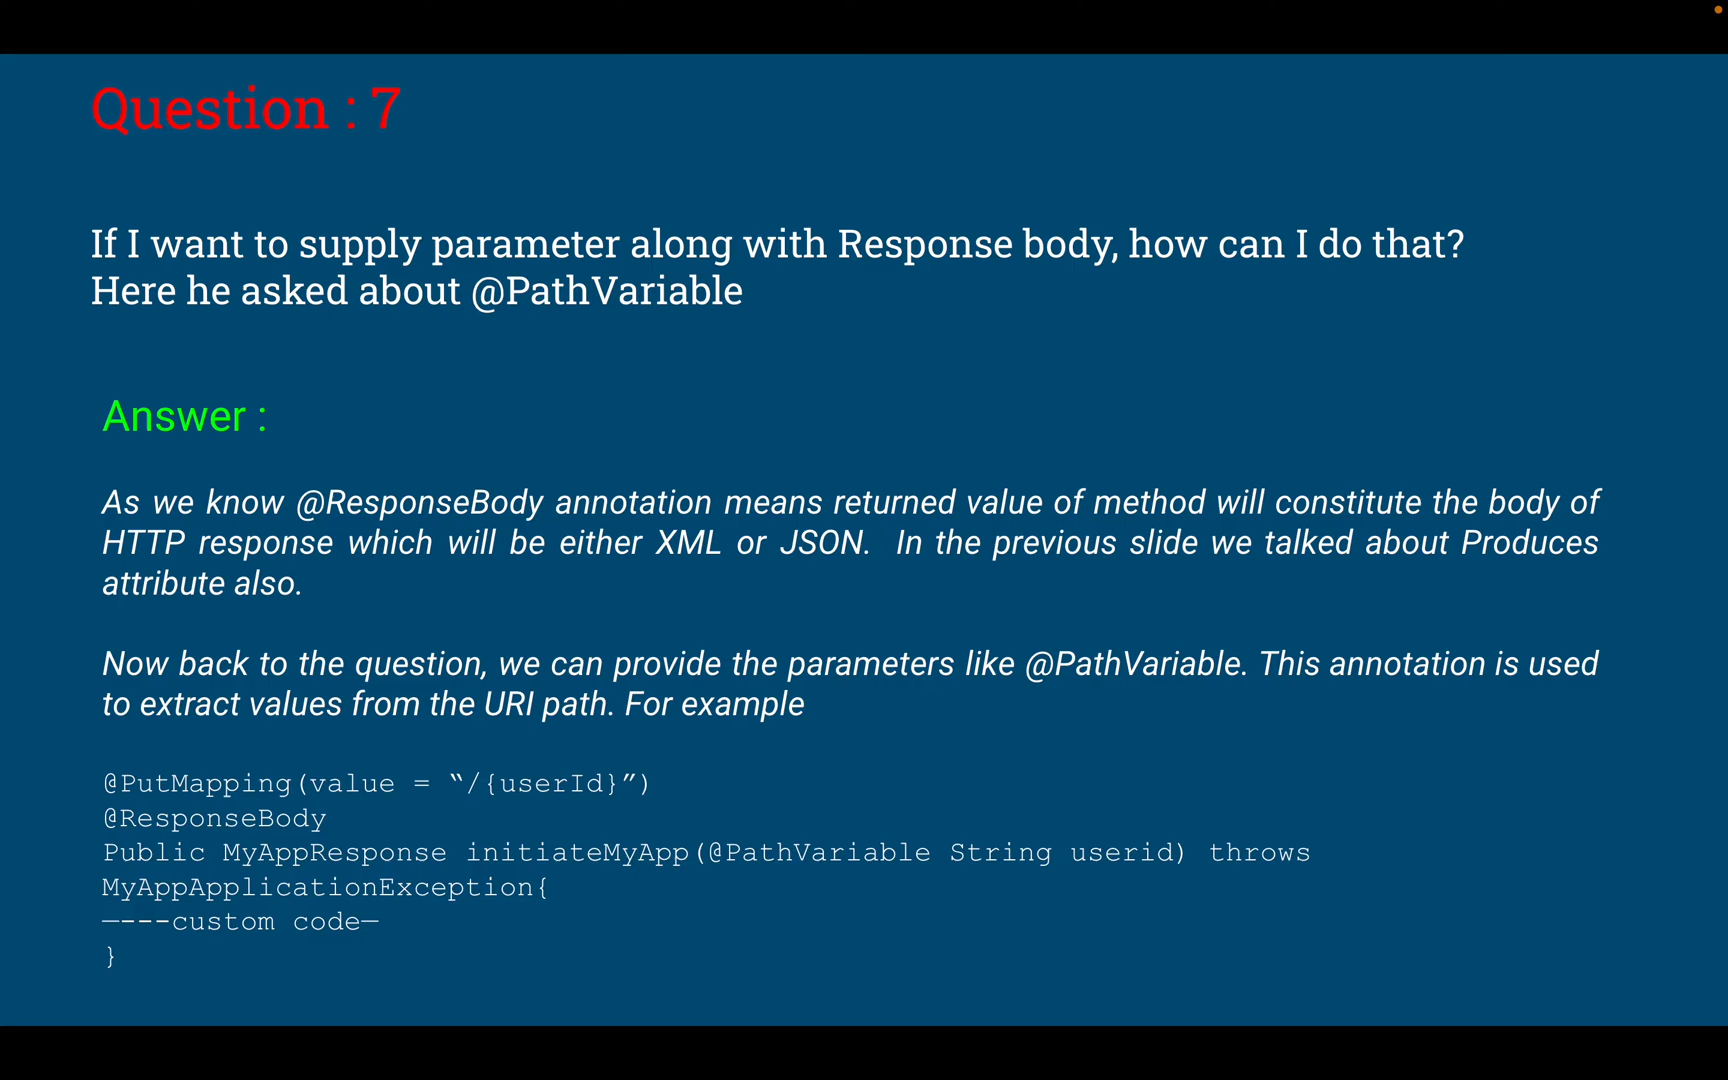 Question : 7
If I want to supply parameter along with Response body, how can I do that?
Here he asked about @PathVariable
Answer :
As we know @ResponseBody annotation means returned value of method will constitute the body of
HTTP response which will be either XML or JSON.  In the previous slide we talked about Produces
attribute also.
Now back to the question, we can provide the parameters like @PathVariable. This annotation is used
to extract values from the URI path. For example
@PutMapping(value = “/{userId}”)
@ResponseBody
Public MyAppResponse initiateMyApp(@PathVariable String userid) throws
MyAppApplicationException{
—---custom code—
}